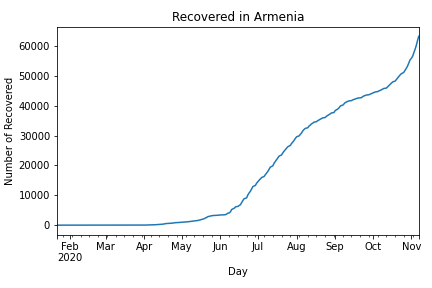 Recovered in Armenia
Number of Recovered
60000
50000
40000
30000
20000
10000
0
Feb Mar Apr May Jun Jul Aug Sep Oct Nov
2020
Day